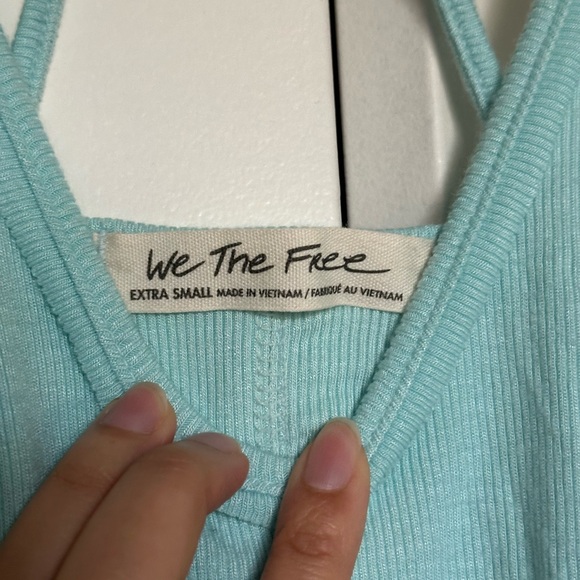 We The Free
EXTRA SMALL MADE IN VIETNAM / FABRIQUÉ AU VIETNAM